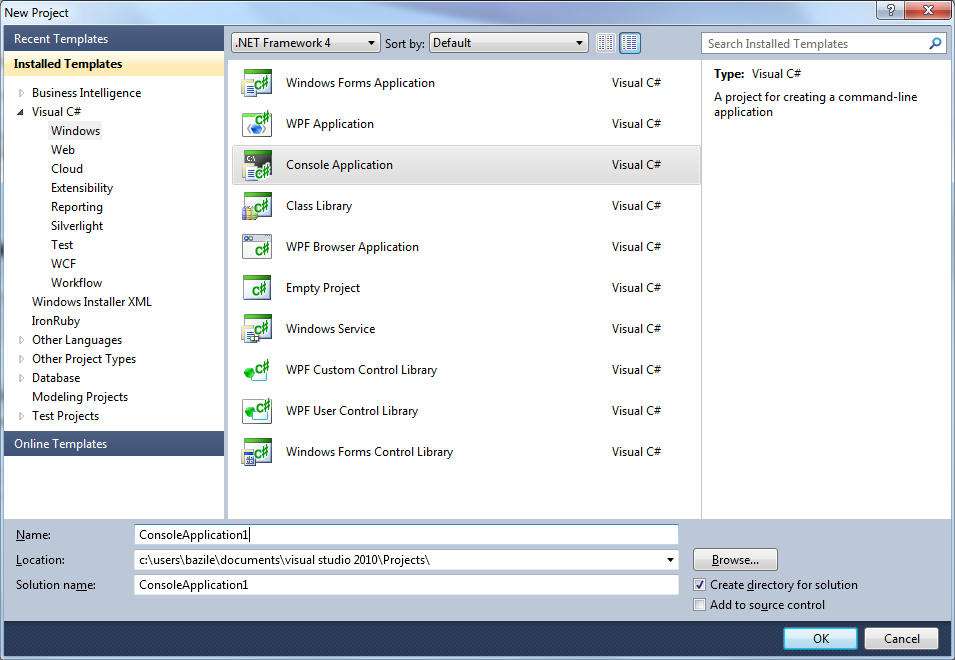 New Project
Recent Templates
Installed Templates
Business Intelligence
Visual C#
Windows
Web
Cloud
Extensibility
Reporting
Silverlight
Test
WCF
Workflow
Windows Installer XML
IronRuby
Other Languages
Other Project Types
Database
Modeling Projects
Test Projects
Online Templates
.NET Framework 4 Sort by: Default
Windows Forms Application Visual C#
WPF Application Visual C#
Console Application Visual C#
Class Library Visual C#
WPF Browser Application Visual C#
Empty Project Visual C#
Windows Service Visual C#
WPF Custom Control Library Visual C#
WPF User Control Library Visual C#
Windows Forms Control Library Visual C#
Search Installed Templates
Type: Visual C#
A project for creating a command-line
application
Name: ConsoleApplication1
Location: c:\users\bazile\documents\visual studio 2010\Projects\ Browse...
Solution name: ConsoleApplication1
Create directory for solution
Add to source control
OK Cancel